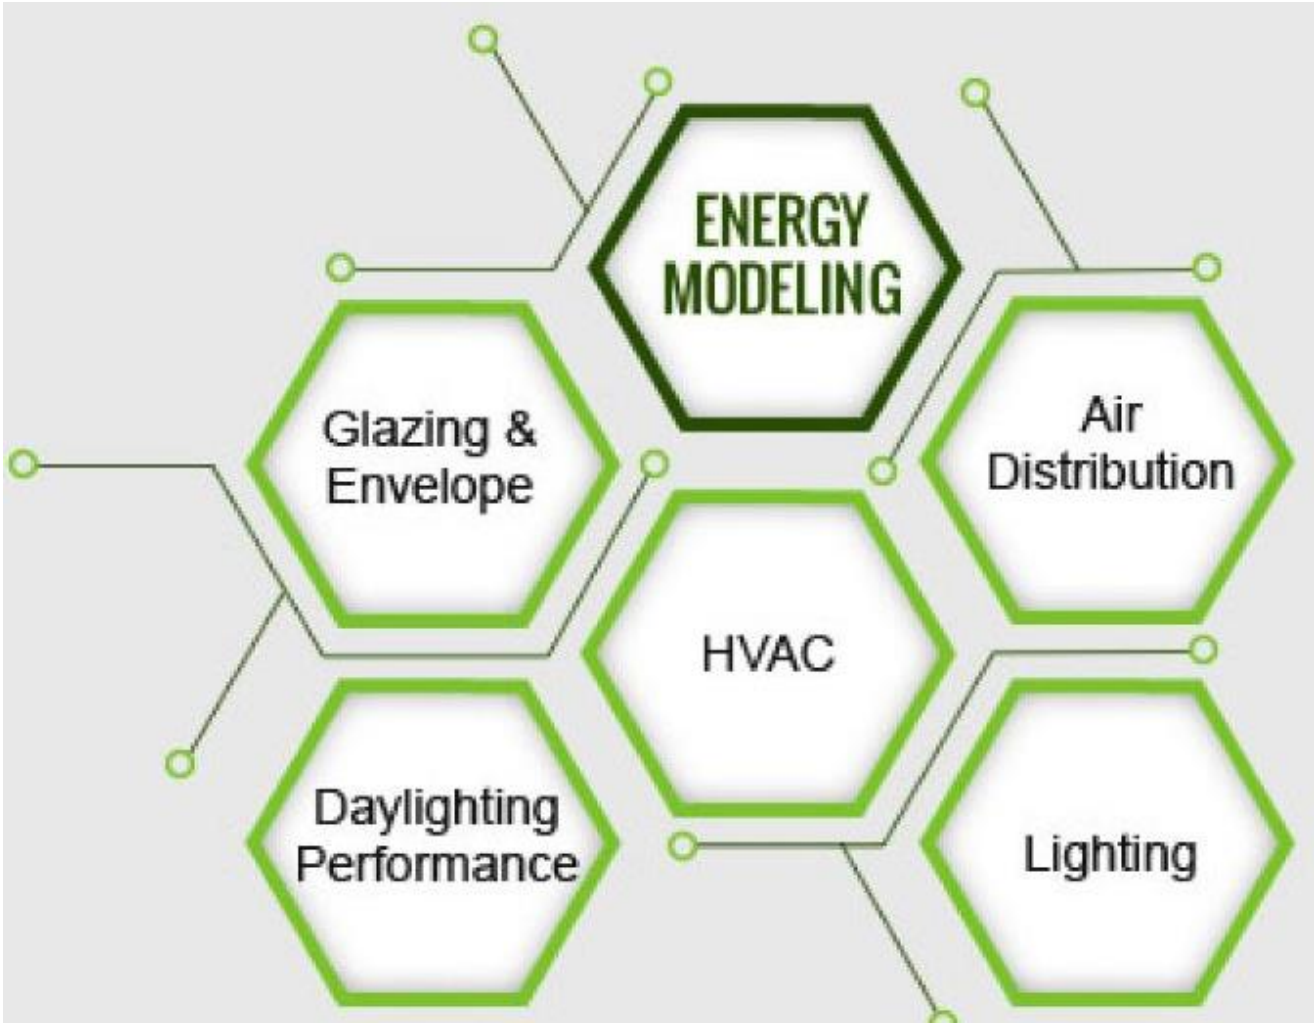 ENERGY
MODELING
Glazing &
Envelope
Air
Distribution
HVAC
Daylighting
Performance
Lighting